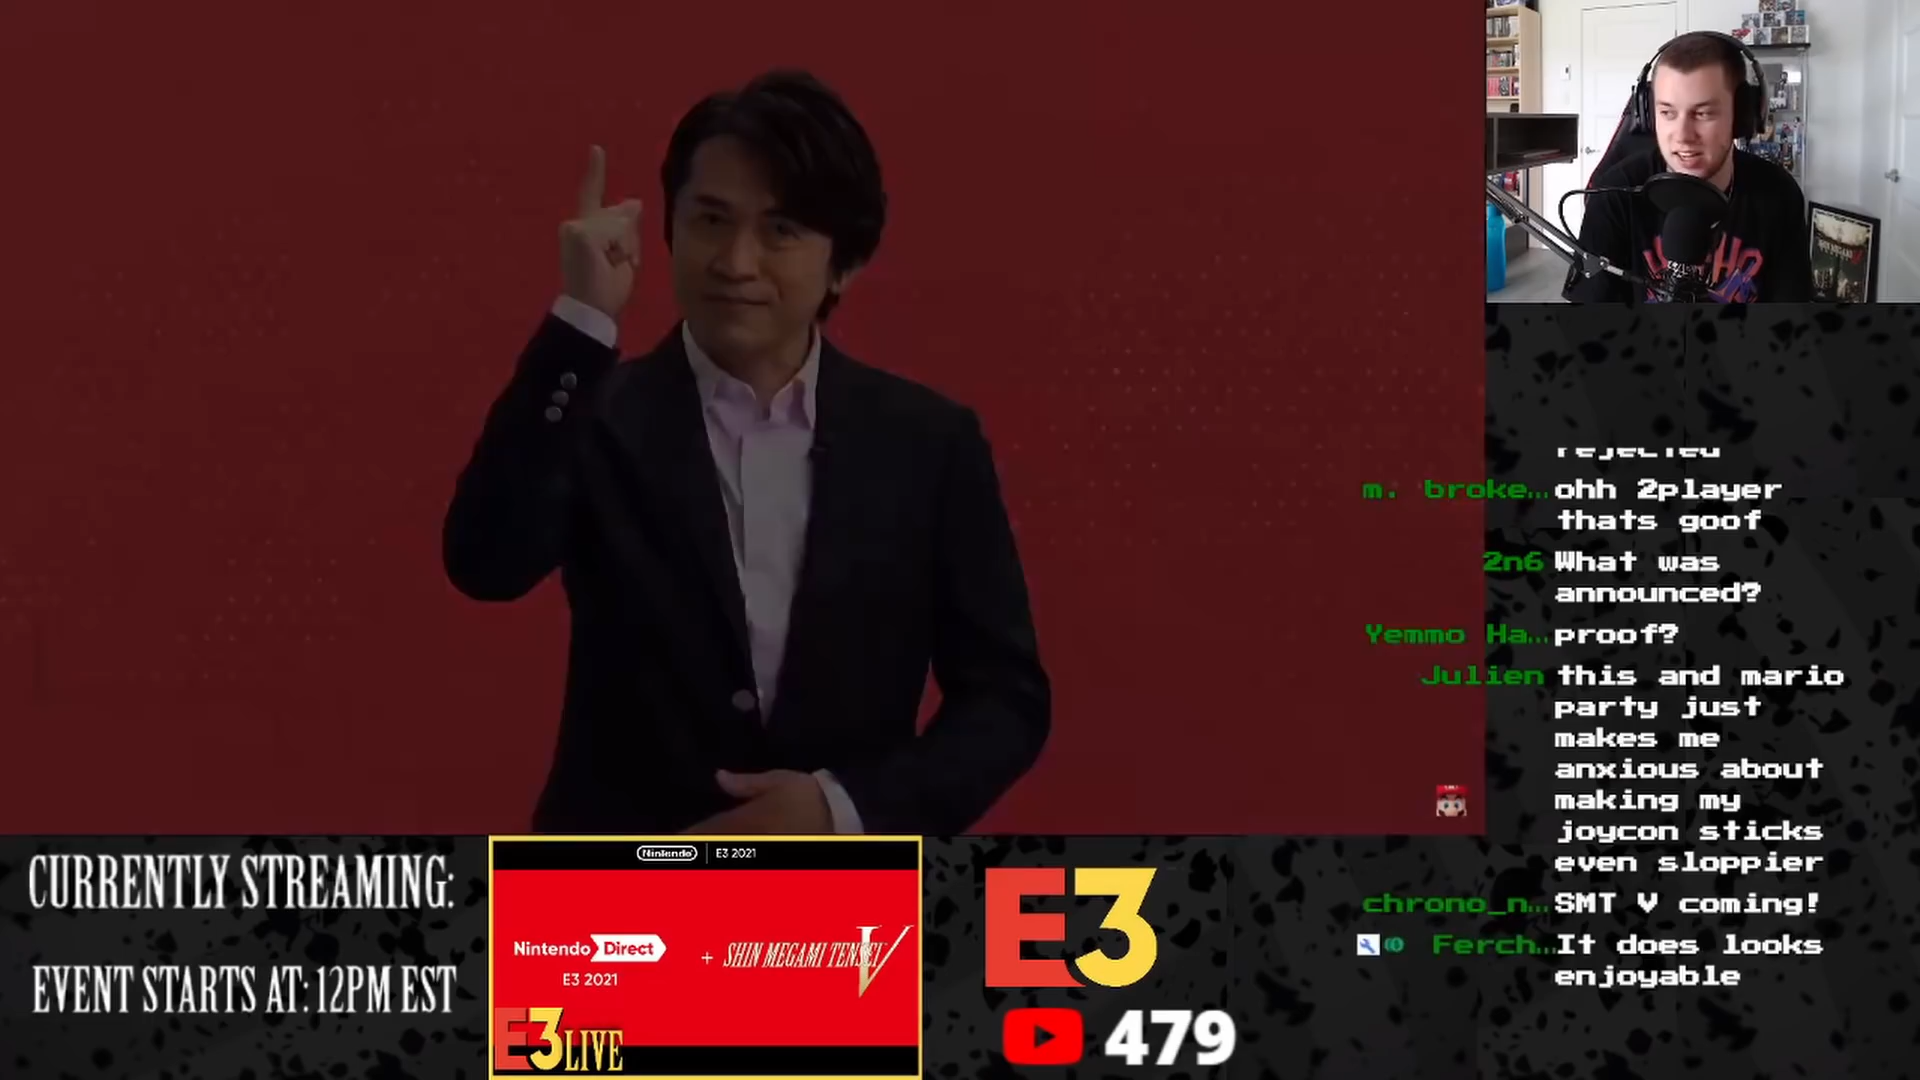 rejected
m. broke… ohh 2player
thats goof
2n6 What was
announced?
Yemmo Ha… proof?
Julien this and mario
party just
makes me
anxious about
making my
joycon sticks
even sloppier
chrono_n… SMT V coming!
Ferch… It does looks
enjoyable
CURRENTLY STREAMING:
EVENT STARTS AT: 12PM EST
Nintendo E3 2021
Nintendo Direct + SHIN MEGAMI TENSEI V
E3 2021
E3 LIVE
E3
479